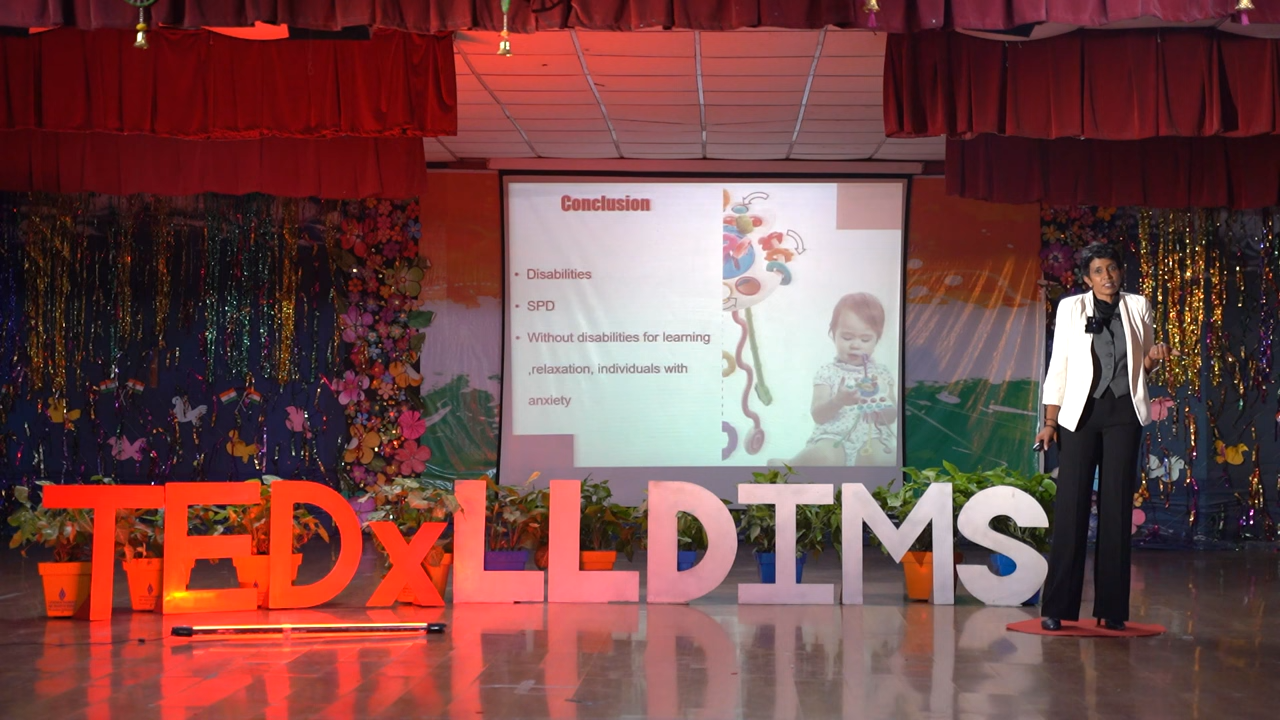 Conclusion
• Disabilities
• SPD
• Without disabilities for learning
,relaxation, individuals with
anxiety
TEDxLLDIMS